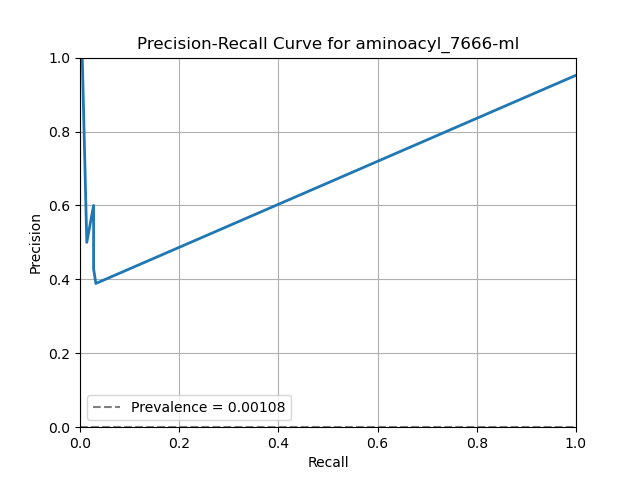 Precision-Recall Curve for aminoacyl_7666-ml
1.0
0.8
0.6
0.4
0.2
0.0
Precision
Prevalence = 0.00108
0.0 0.2 0.4 0.6 0.8 1.0
Recall